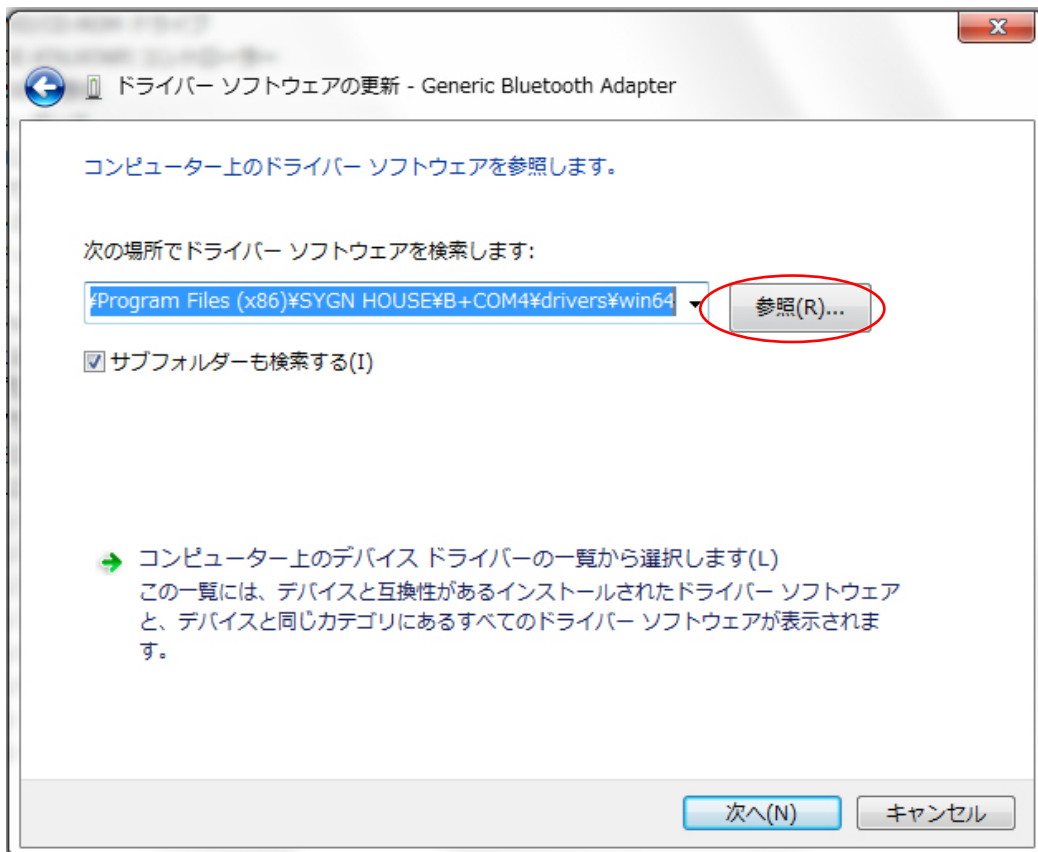 ドライバー ソフトウェアの更新 - Generic Bluetooth Adapter
コンピューター上のドライバー ソフトウェアを参照します。
次の場所でドライバー ソフトウェアを検索します:
¥Program Files (x86)¥SYGN HOUSE¥B+COM4¥drivers¥win64
参照(R)...
サブフォルダーも検索する(I)
コンピューター上のデバイス ドライバーの一覧から選択します(L)
この一覧には、デバイスと互換性があるインストールされたドライバー ソフトウェア
と、デバイスと同じカテゴリにあるすべてのドライバー ソフトウェアが表示されま
す。
次へ(N)
キャンセル